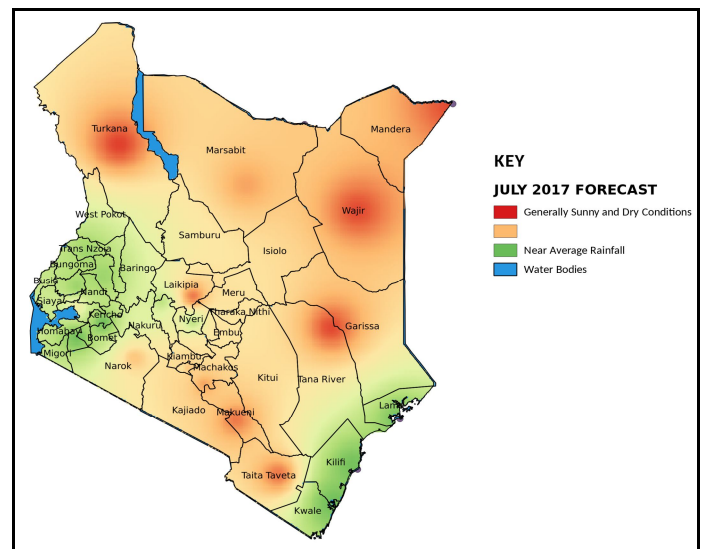 Turkana
Mandera
Marsabit
KEY
JULY 2017 FORECAST
Generally Sunny and Dry Conditions
Near Average Rainfall
Water Bodies
Wajir
West Pokot
Samburu
Trans Nzoia
Isiolo
Bungoma
Baringo
Busia
Laikipia
Nandi
Meru
Siaya
Tharaka Nithi
Kericho
Nyeri
Nakuru
Garissa
Homabay
Embu
Bomet
Migori
Kiambu
Narok
Machakos
Kitui
Tana River
Kajiado
Makueni
Lamu
Kilifi
Taita Taveta
Kwale